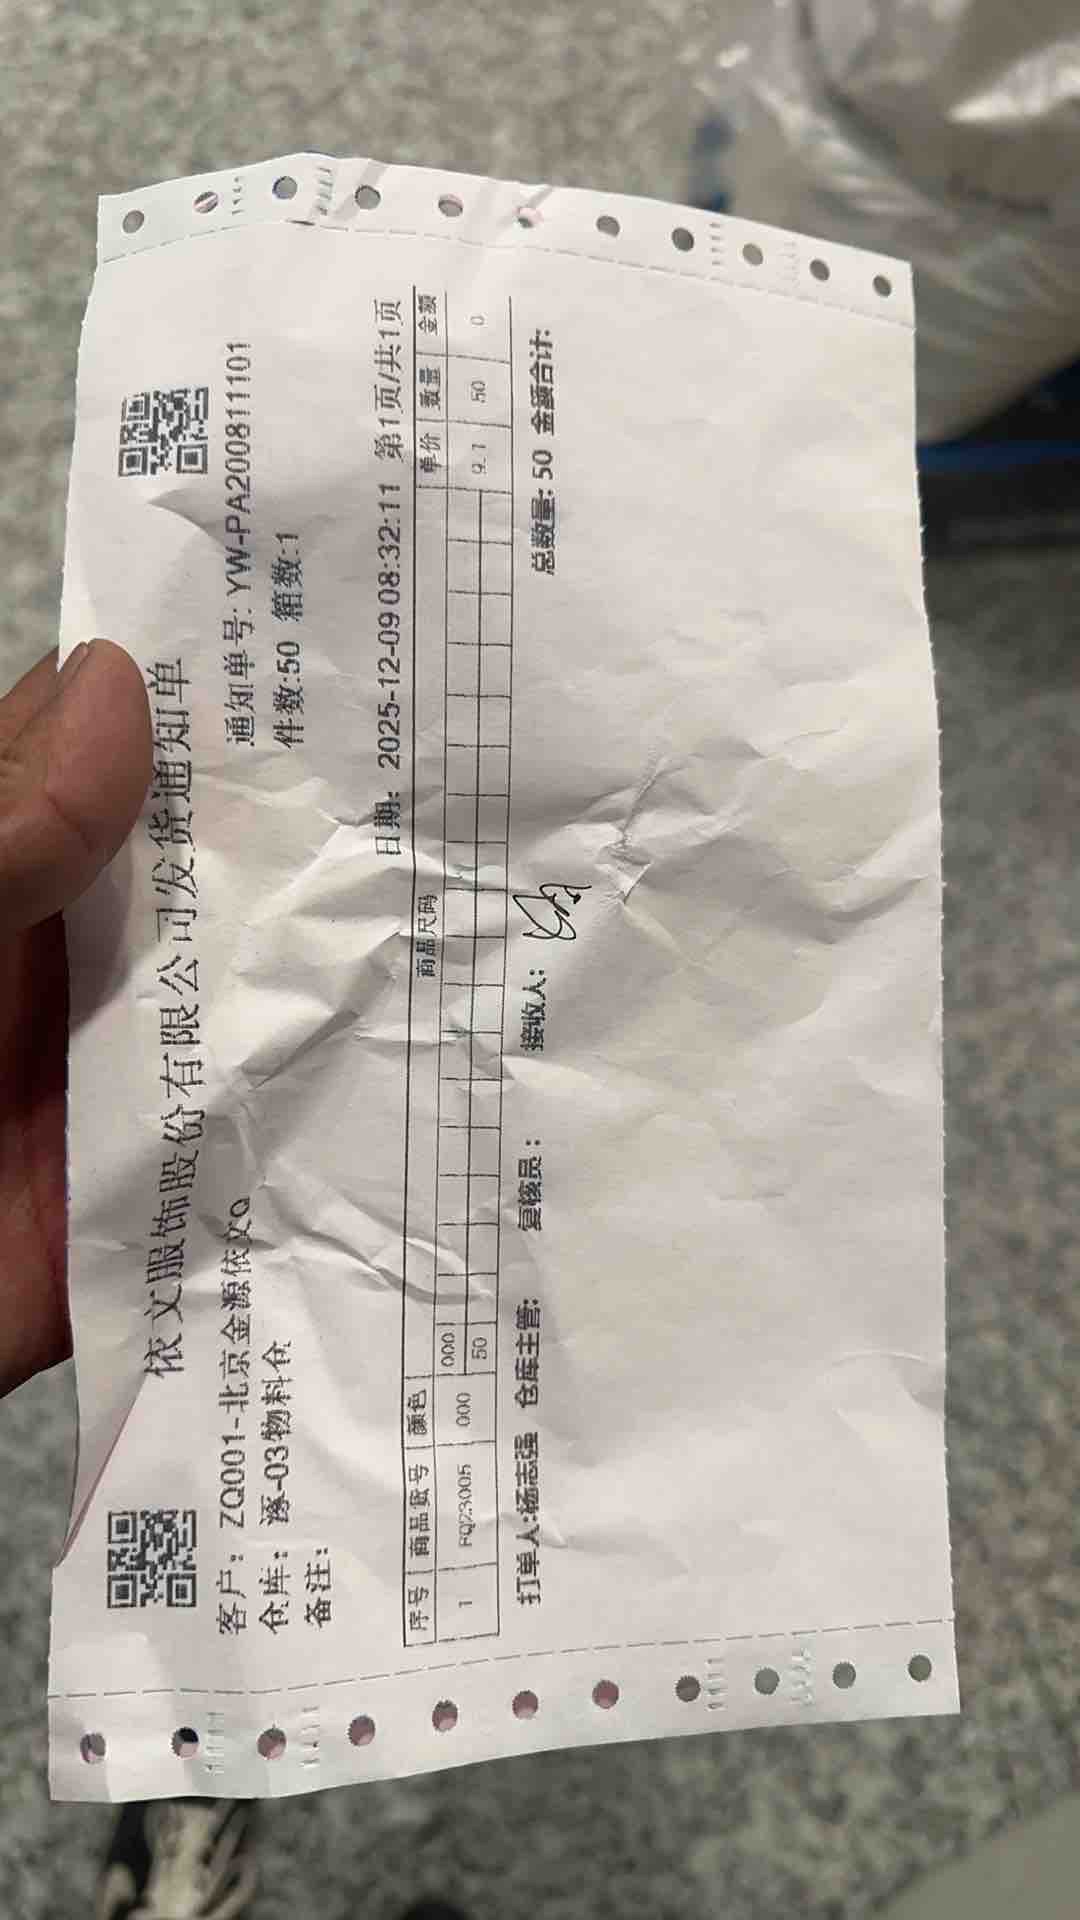 依文服饰股份有限公司发货通知单
客户：ZQ001-北京金源依文Q 通知单号：YW-PA200811101
仓库：涿-03物料仓 件数:50 箱数:1
备注：
日期：2025-12-09 08:32:11 第1页/共1页
序号 商品货号 颜色 商品尺码 单价 数量 金额
000
1 FQ23005 000 50 9.1 50 0
打单人:杨志强 仓库主管: 复核员： 接收人： 总数量: 50 金额合计: